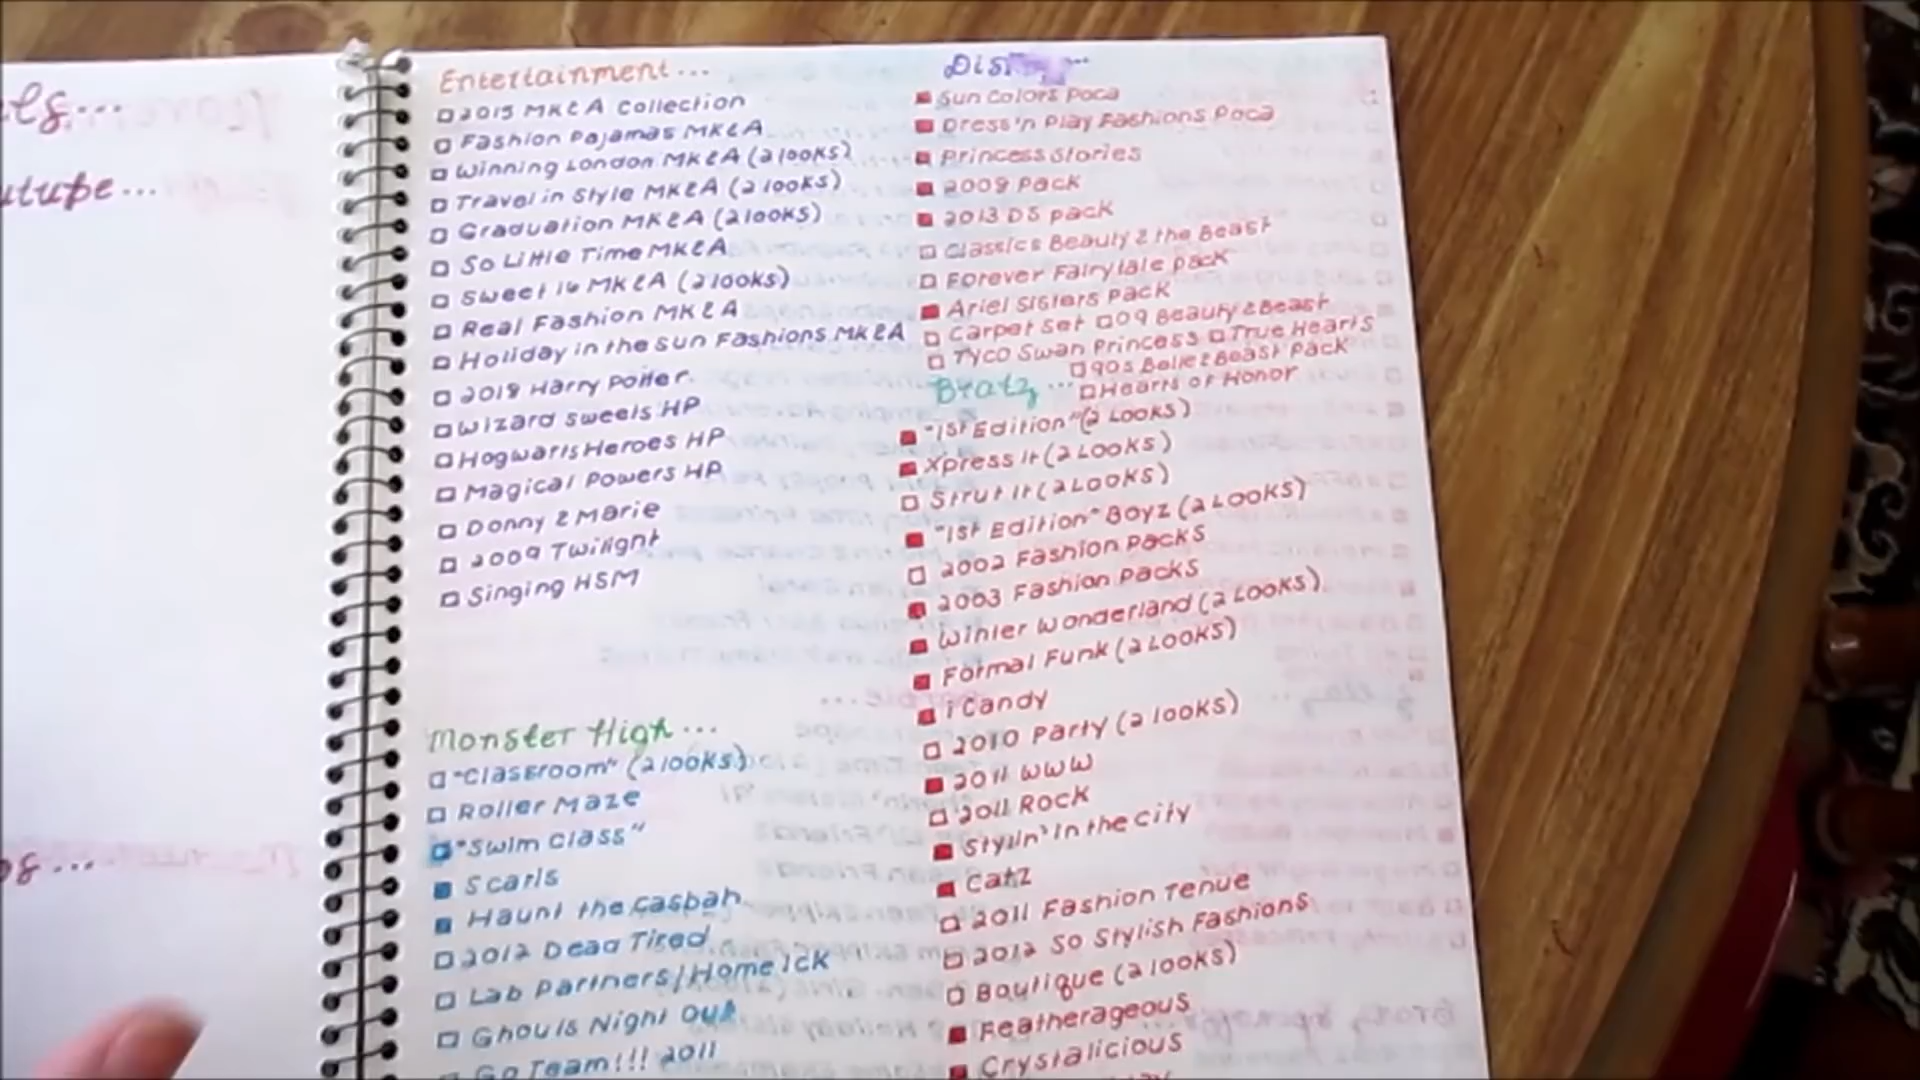 Entertainment...
2015 MK&A Collection
Fashion Pajamas MK&A
Winning London MK&A (2 looks)
Travel in Style MK&A (2 looks)
Graduation MK&A (2 looks)
So Little Time MK&A
Sweet 16 MK&A (2 looks)
Real Fashion MK&A
Holiday in the Sun Fashions MK&A
2018 Harry Potter
Wizard Sweets HP
Hogwarts Heroes HP
Magical Powers HP
Donny & Marie
2009 Twilight
Singing HSM
Monster High...
"Classroom" (2 looks)
Roller Maze
"Swim Class"
Scaris
Haunt the Casbah
2012 Dead Tired
Lab Partners/Home Ick
Ghouls Night Out
Go Team!!! 2011
Sun Colors Poca
Dress 'n Play Fashions Poca
Princess Stories
2013 DS pack
Classics Beauty & the Beast
Forever Fairytale pack
Ariel Sisters pack
Carpet Set 09 Beauty & Beast
Tyco Swan Princess True Hearts
90s Belle & Beast Pack
Bratz... Hearts of Honor
"1st Edition" (2 Looks)
Xpress It (2 Looks)
Strut It (2 Looks)
"1st Edition" Boyz (2 Looks)
2002 Fashion Packs
2003 Fashion Packs
Winter Wonderland (2 Looks)
Formal Funk (2 Looks)
i Candy
2010 Party (2 looks)
2011 WWW
2011 Rock
Stylin' in the city
Catz
2011 Fashion Tenue
2012 So Stylish Fashions
Boutique (2 looks)
Featherageous
Crystalicious